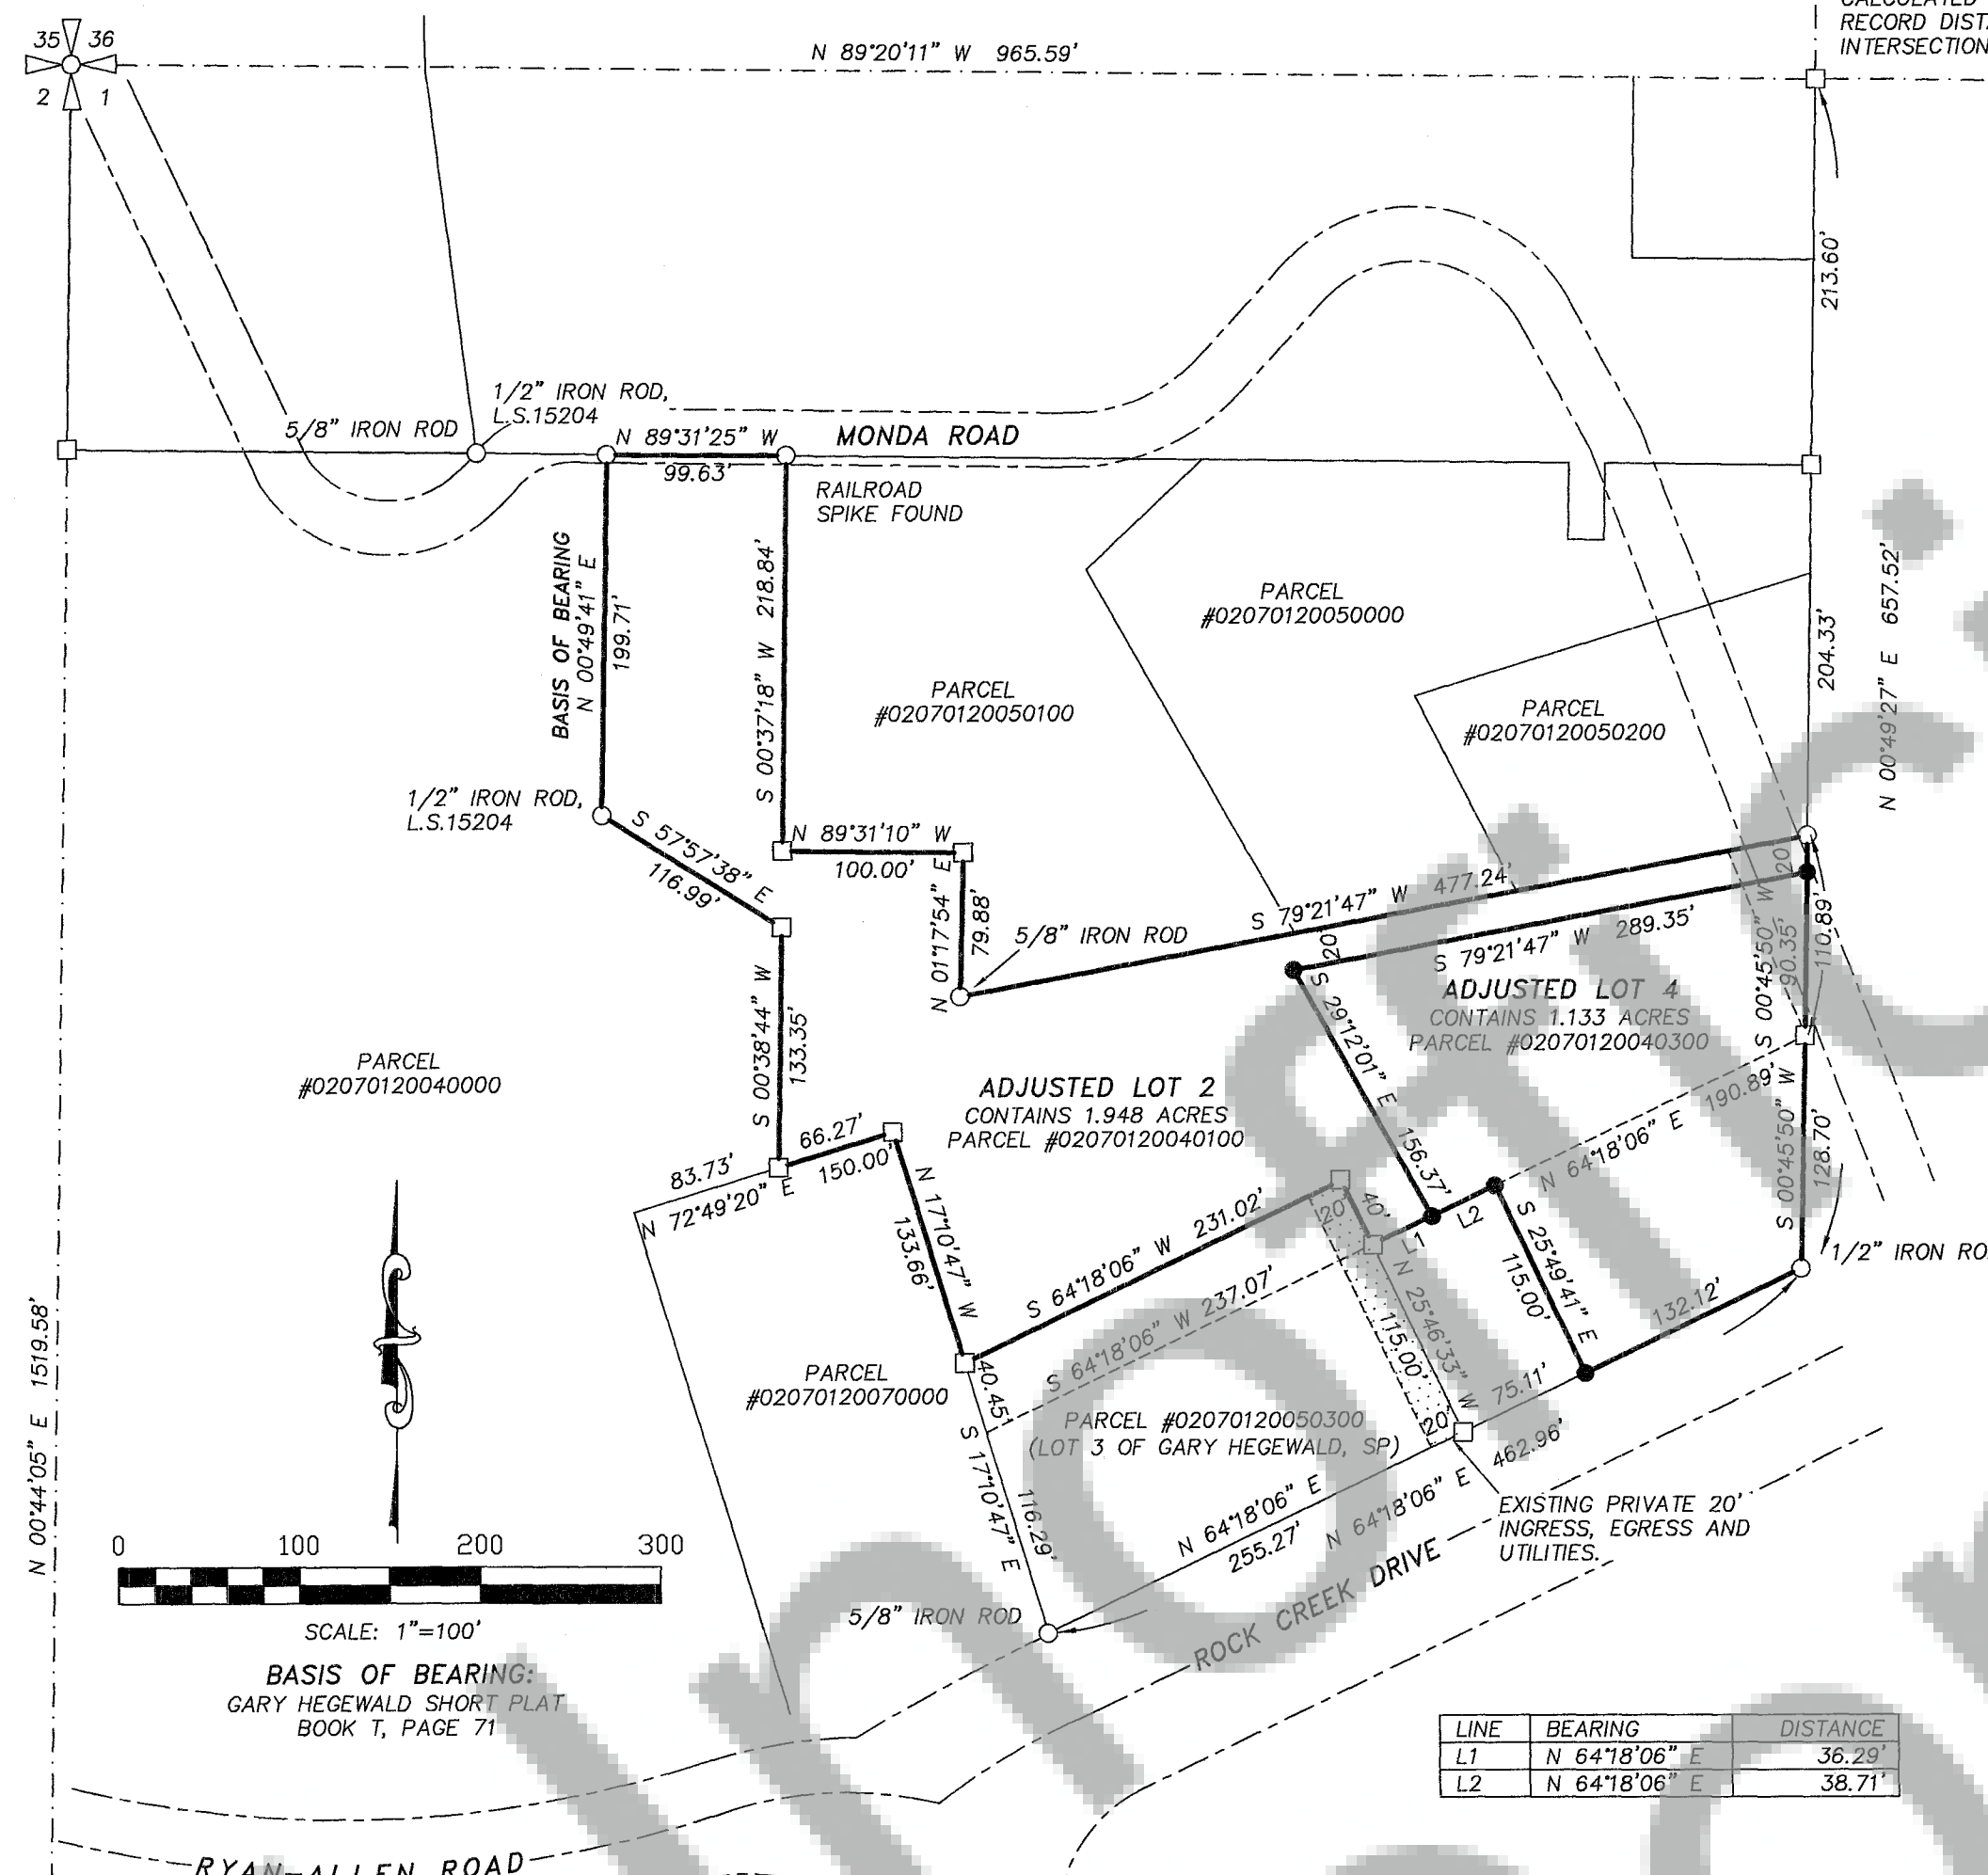 35 36
2 1
N 89°20'11" W 965.59'
RECORD DIST
INTERSECTION
213.60'
1/2" IRON ROD,
L.S.15204
5/8" IRON ROD
N 89°31'25" W
99.63'
MONDA ROAD
RAILROAD
SPIKE FOUND
BASIS OF BEARING
N 00°49'41" E
199.71'
S 00°37'18" W 218.84'
PARCEL
#02070120050000
PARCEL
#02070120050100
PARCEL
#02070120050200
204.33'
N 00°49'27" E 657.52'
1/2" IRON ROD,
L.S.15204
S 57°57'38" E
116.99'
N 89°31'10" W
100.00'
N 01°17'54" E
79.88'
5/8" IRON ROD
S 79°21'47" W 477.24'
S 79°21'47" W 289.35'
20'
20'
S 00°45'50" W
90.35'
110.89'
ADJUSTED LOT 4
CONTAINS 1.133 ACRES
PARCEL #02070120040300
S 29°12'01" E 156.37'
S 00°38'44" W
133.35'
PARCEL
#02070120040000
ADJUSTED LOT 2
CONTAINS 1.948 ACRES
PARCEL #02070120040100
N 64°18'06" E 190.89'
S 00°45'50" W
128.70'
83.73'
66.27'
N 72°49'20" E 150.00'
N 17°10'47" W
133.66'
S 64°18'06" W 231.02'
20' 40'
L1
L2
S 25°49'41" E
115.00'
1/2" IRON RO
132.12'
S 64°18'06" W 237.07'
N 25°46'33" W
115.00'
20'
75.11'
PARCEL
#02070120070000
40.45'
PARCEL #02070120050300
(LOT 3 OF GARY HEGEWALD, SP)
S 17°10'47" E
116.29'
N 64°18'06" E
255.27'
N 64°18'06" E 462.96'
EXISTING PRIVATE 20'
INGRESS, EGRESS AND
UTILITIES.
ROCK CREEK DRIVE
5/8" IRON ROD
N 00°44'05" E 1519.58'
0 100 200 300
SCALE: 1"=100'
BASIS OF BEARING:
GARY HEGEWALD SHORT PLAT
BOOK T, PAGE 71
LINE BEARING DISTANCE
L1 N 64°18'06" E 36.29'
L2 N 64°18'06" E 38.71'
RYAN-ALLEN ROAD